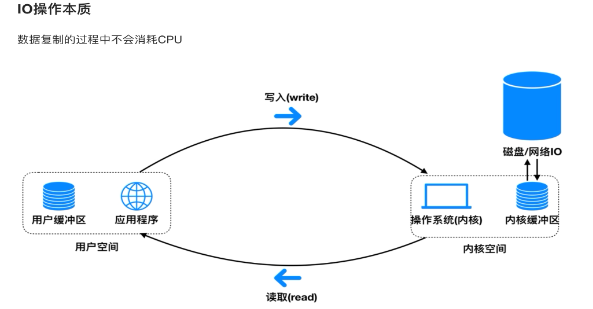 IO操作本质
数据复制的过程中不会消耗CPU
写入(write)
磁盘/网络IO
用户缓冲区
应用程序
操作系统(内核)
内核缓冲区
用户空间
内核空间
读取(read)